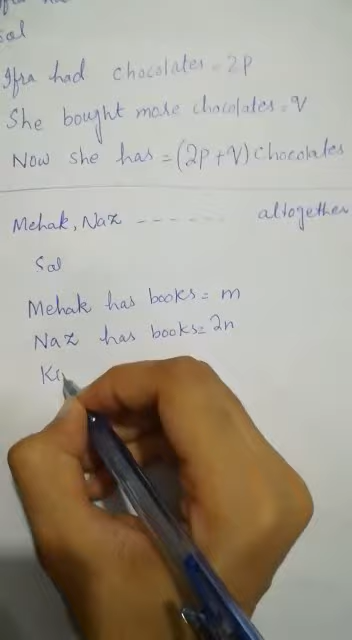 Sol
Ifra had chocolates = 2p
She bought more chocolates = q
Now she has = (2p+q) chocolates
Mehak, Naz ------ altogether
Sol
Mehak has books = m
Naz has books = 2n